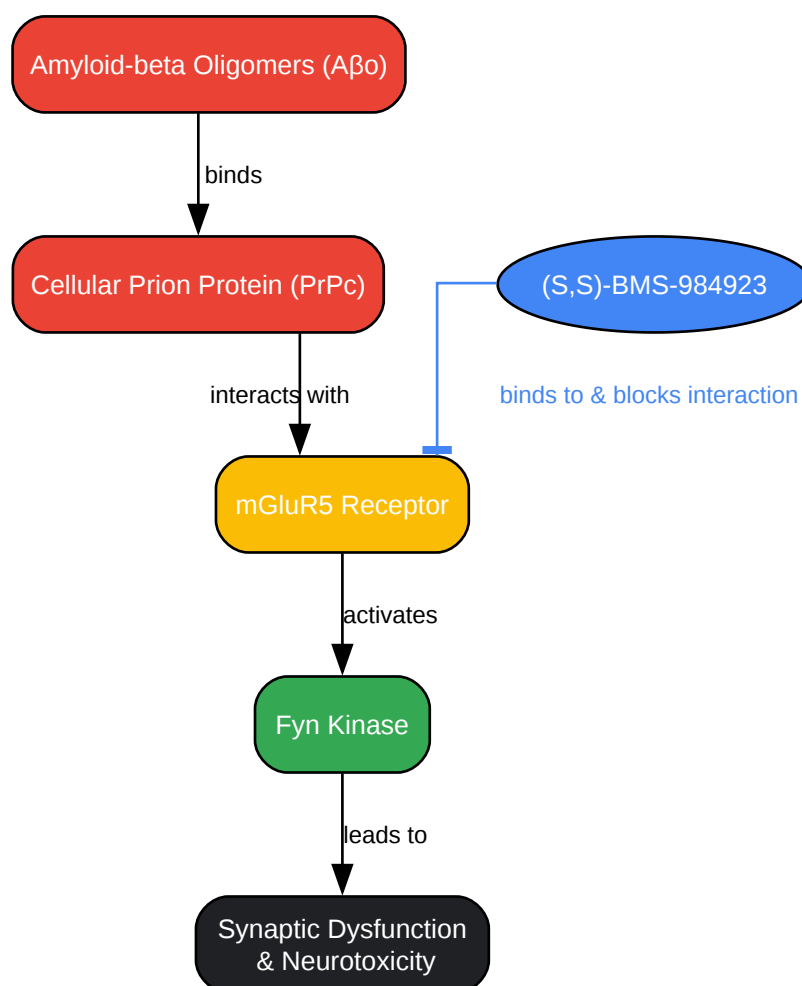 Amyloid-beta Oligomers (Aβo)
binds
Cellular Prion Protein (PrPc)
(S,S)-BMS-984923
interacts with
binds to & blocks interaction
mGluR5 Receptor
activates
Fyn Kinase
leads to
Synaptic Dysfunction
& Neurotoxicity